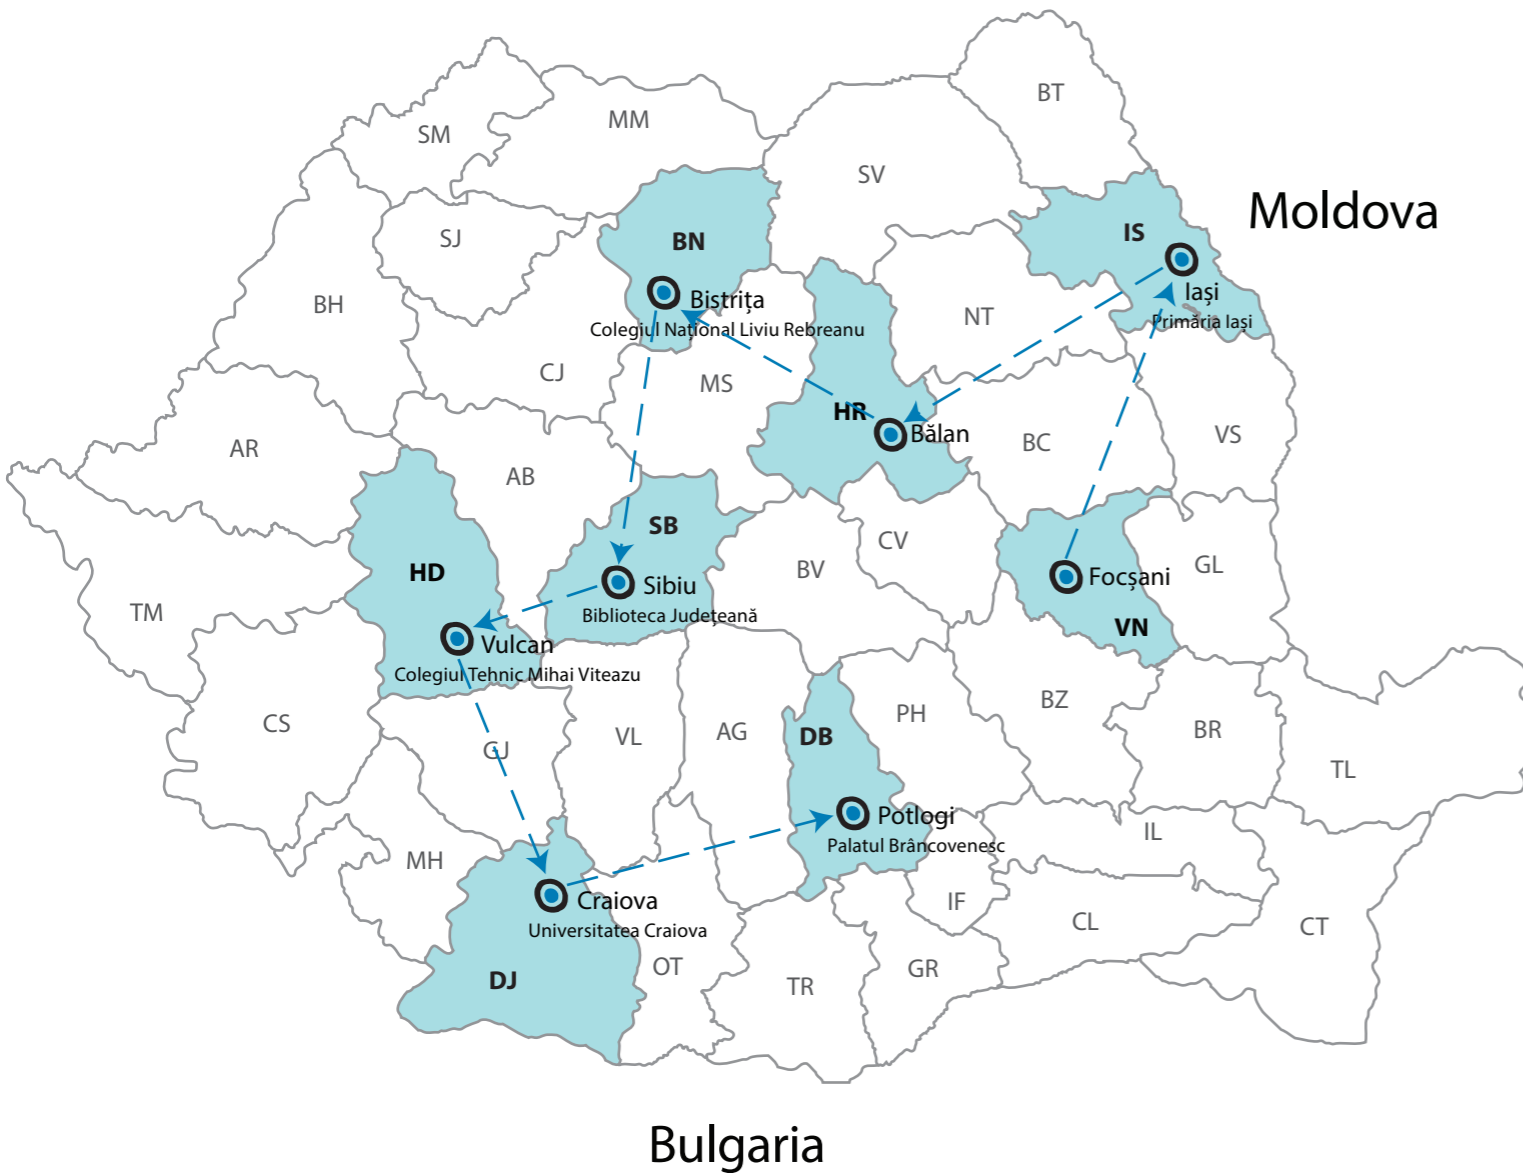 BT
MM
SM
SV
Moldova
IS
SJ
BN
Iași
Primăria Iași
Bistrița
Colegiul Național Liviu Rebreanu
BH
NT
CJ
MS
HR
Bălan
BC
VS
AR
AB
SB
CV
BV
GL
HD
Sibiu
Biblioteca Județeană
Focșani
VN
TM
Vulcan
Colegiul Tehnic Mihai Viteazu
BZ
PH
CS
GJ
VL
AG
DB
BR
TL
Potlogi
Palatul Brâncovenesc
IL
MH
Craiova
Universitatea Craiova
IF
CL
CT
DJ
OT
TR
GR
Bulgaria